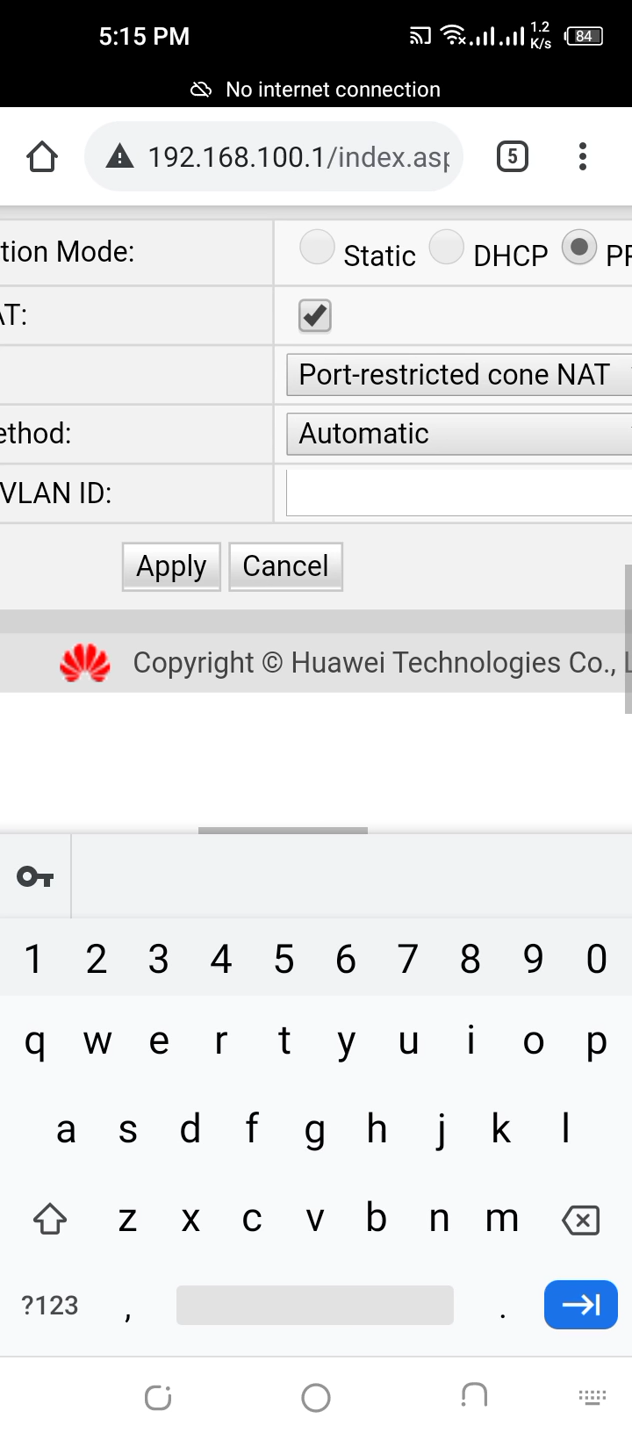 5:15 PM 1.2 K/s 84
No internet connection
192.168.100.1/index.asp 5
tion Mode: Static DHCP PP
AT:
Port-restricted cone NAT
ethod: Automatic
VLAN ID:
Apply Cancel
Copyright © Huawei Technologies Co., L
1 2 3 4 5 6 7 8 9 0
q w e r t y u i o p
a s d f g h j k l
z x c v b n m
?123 , .